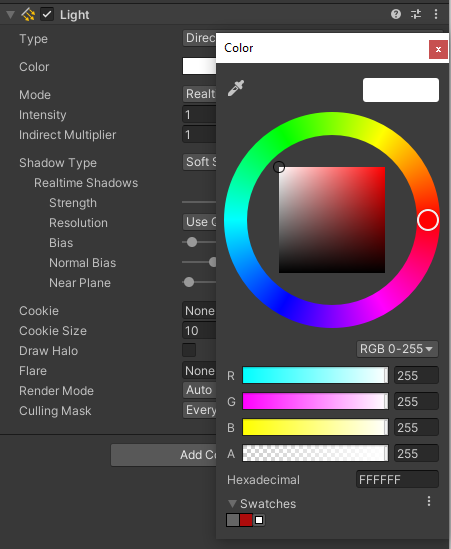 Light
Type Direc
Color
Mode Realt
Intensity 1
Indirect Multiplier 1
Shadow Type Soft S
Realtime Shadows
Strength
Resolution Use Q
Bias
Normal Bias
Near Plane
Cookie None
Cookie Size 10
Draw Halo
Flare None
Render Mode Auto
Culling Mask Every
Add Co
Color x
RGB 0-255
R 255
G 255
B 255
A 255
Hexadecimal FFFFFF
Swatches